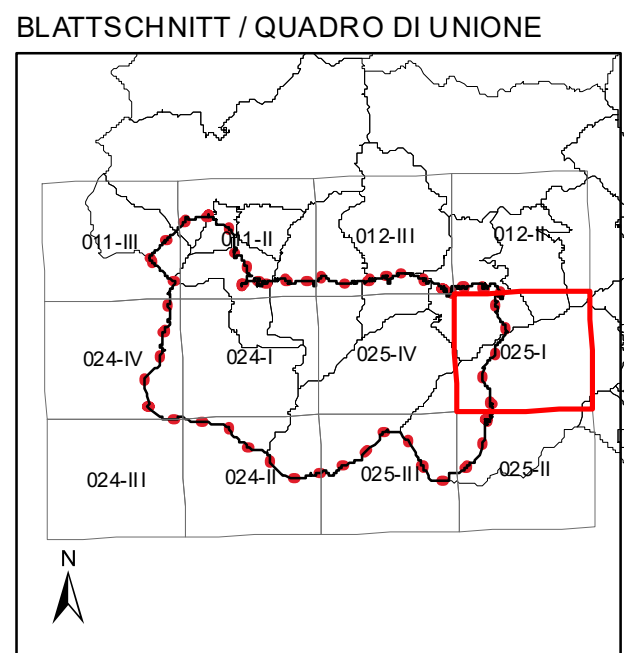 BLATTSCHNITT / QUADRO DI UNIONE
011-III
011-II
012-III
012-II
024-IV
024-I
025-IV
025-I
024-III
024-II
025-III
025-II
N